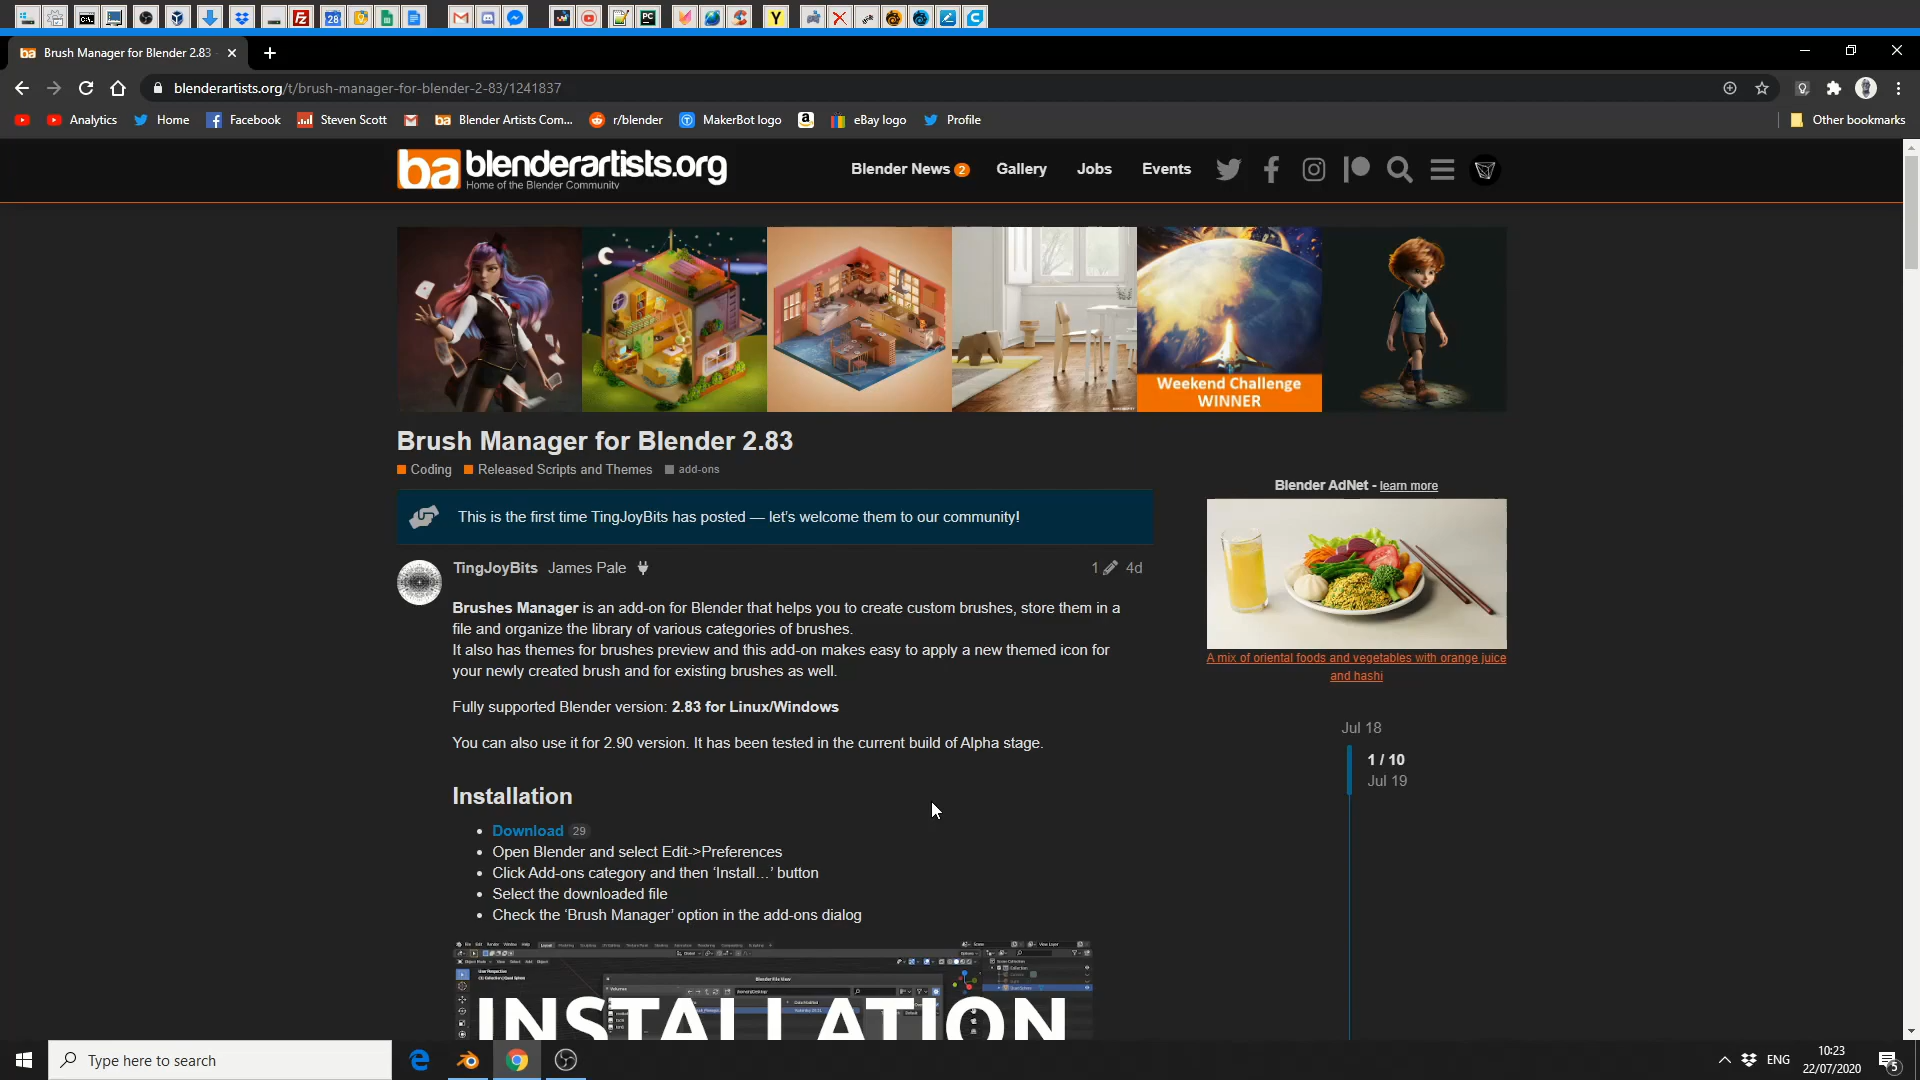 28
Y
Brush Manager for Blender 2.83
blenderartists.org/t/brush-manager-for-blender-2-83/1241837
Analytics Home Facebook Steven Scott Blender Artists Com... r/blender MakerBot logo eBay logo Profile Other bookmarks
ba blenderartists.org
Home of the Blender Community
Blender News 2 Gallery Jobs Events
Weekend Challenge
WINNER
Brush Manager for Blender 2.83
Coding Released Scripts and Themes add-ons
Blender AdNet - learn more
This is the first time TingJoyBits has posted — let's welcome them to our community!
TingJoyBits James Pale 1 4d
Brushes Manager is an add-on for Blender that helps you to create custom brushes, store them in a
file and organize the library of various categories of brushes.
It also has themes for brushes preview and this add-on makes easy to apply a new themed icon for
your newly created brush and for existing brushes as well.
A mix of oriental foods and vegetables with orange juice
and hashi
Fully supported Blender version: 2.83 for Linux/Windows
You can also use it for 2.90 version. It has been tested in the current build of Alpha stage.
Jul 18
1 / 10
Jul 19
Installation
Download 29
Open Blender and select Edit->Preferences
Click Add-ons category and then ‘Install…’ button
Select the downloaded file
Check the ‘Brush Manager’ option in the add-ons dialog
INSTALLATION
Type here to search
ENG
10:23
22/07/2020
5